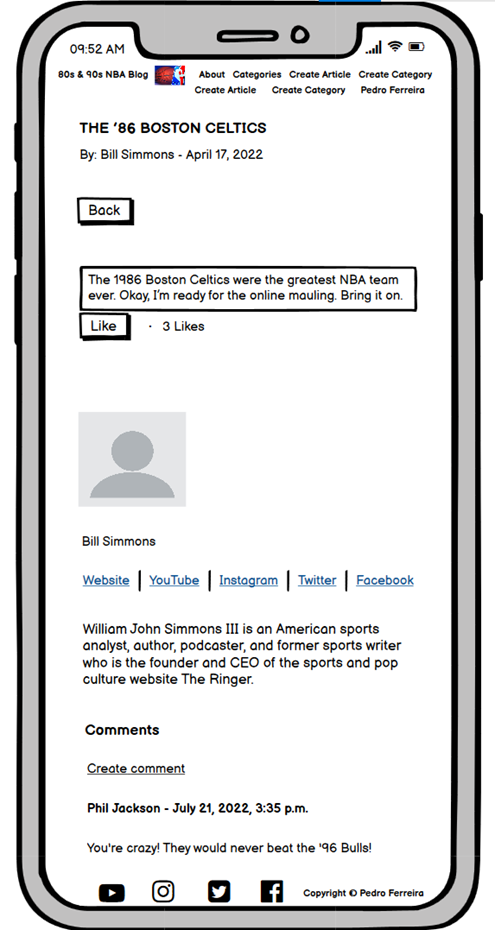 09:52 AM
80s & 90s NBA Blog About Categories Create Article Create Category
Create Article Create Category Pedro Ferreira
THE ‘86 BOSTON CELTICS
By: Bill Simmons - April 17, 2022
Back
The 1986 Boston Celtics were the greatest NBA team
ever. Okay, I’m ready for the online mauling. Bring it on.
Like · 3 Likes
Bill Simmons
Website | YouTube | Instagram | Twitter | Facebook
William John Simmons III is an American sports
analyst, author, podcaster, and former sports writer
who is the founder and CEO of the sports and pop
culture website The Ringer.
Comments
Create comment
Phil Jackson - July 21, 2022, 3:35 p.m.
You're crazy! They would never beat the '96 Bulls!
Copyright © Pedro Ferreira